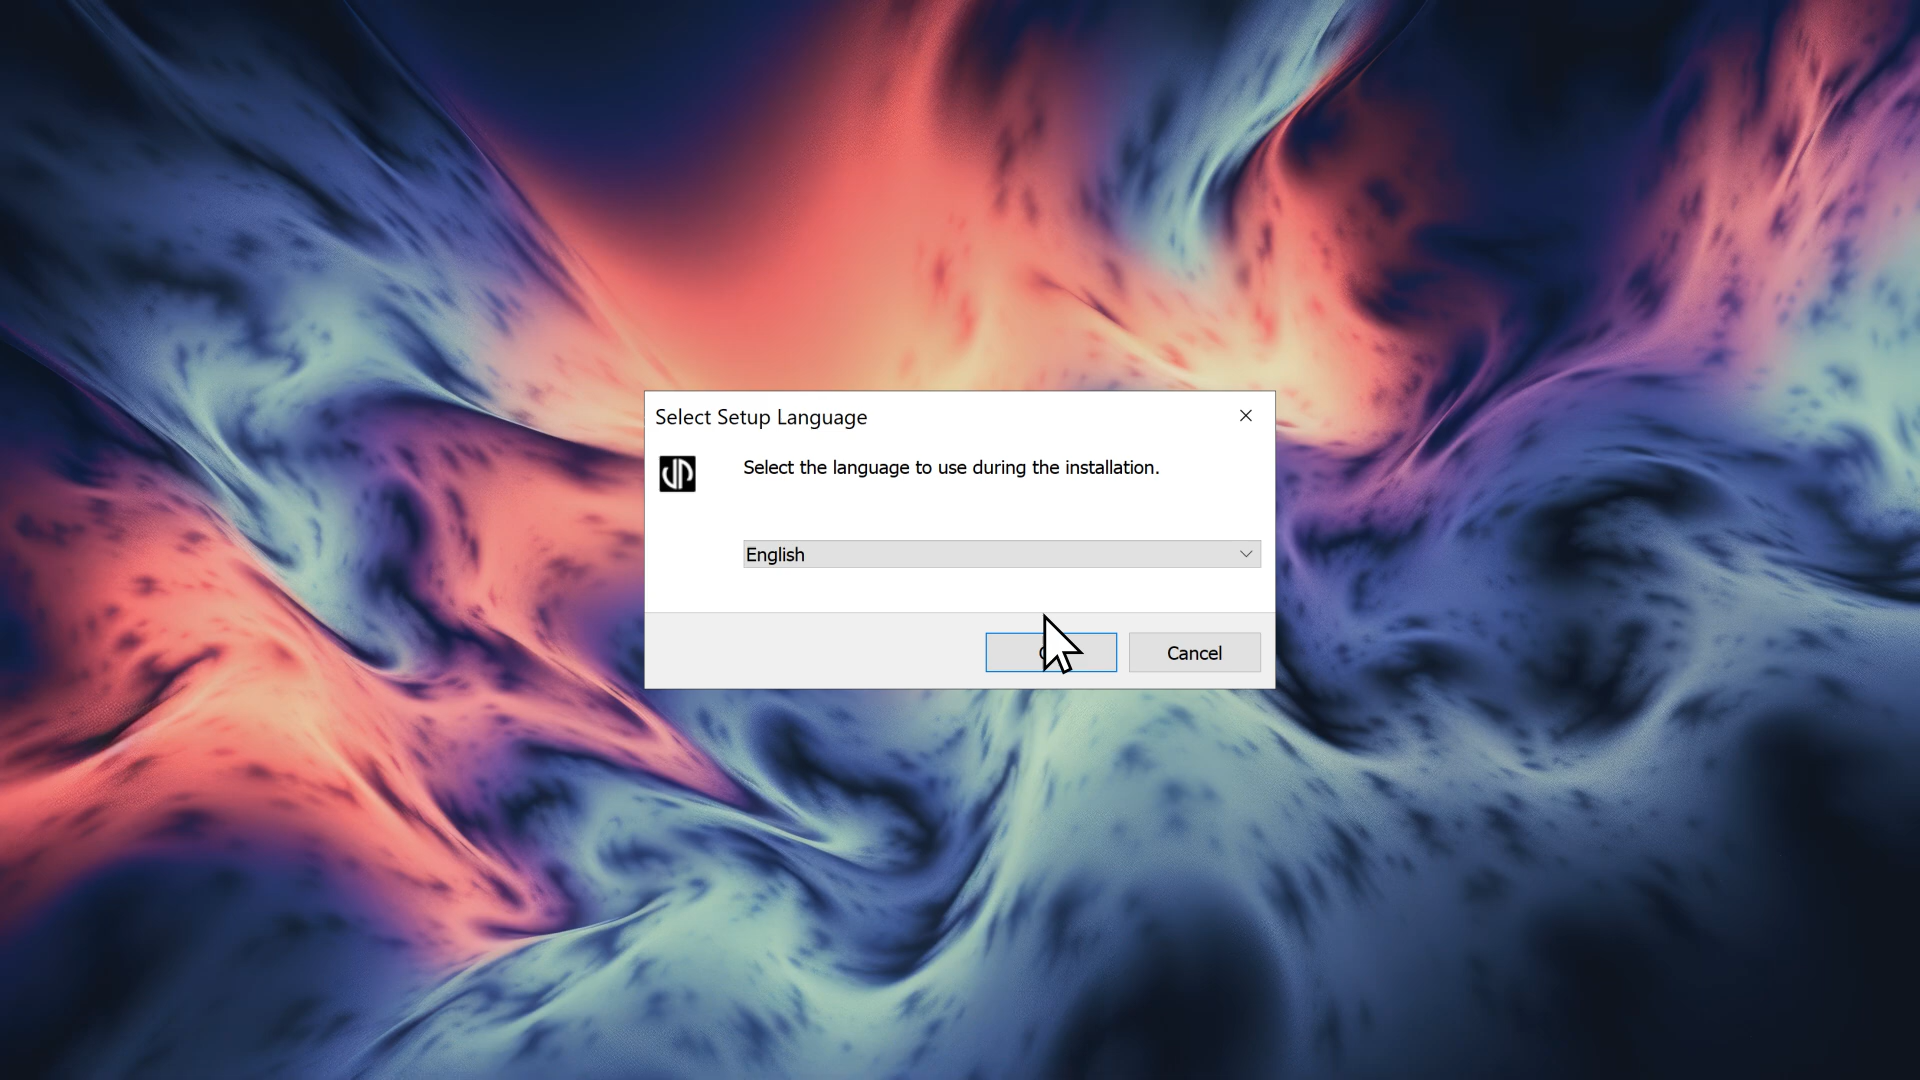 Select Setup Language
Select the language to use during the installation.
English
Cancel